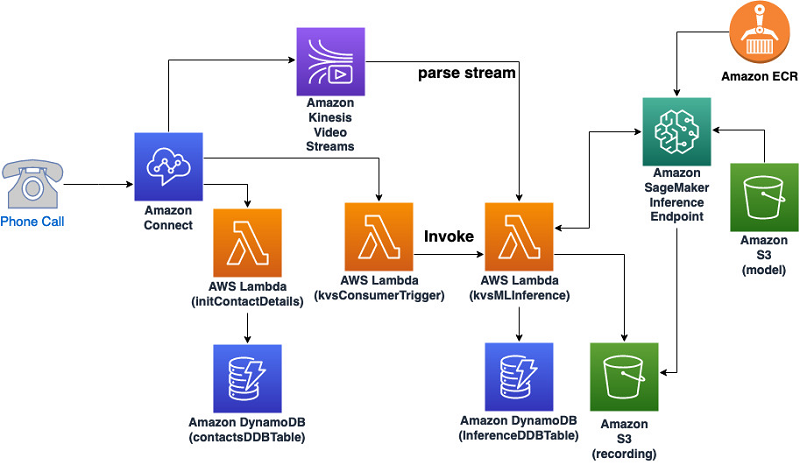 parse stream
Amazon ECR
Amazon
Kinesis
Video
Streams
Phone Call
Amazon
Connect
Amazon
SageMaker
Inference
Endpoint
Amazon
S3
(model)
Invoke
AWS Lambda
(initContactDetails)
AWS Lambda
(kvsConsumerTrigger)
AWS Lambda
(kvsMLInference)
Amazon DynamoDB
(contactsDDBTable)
Amazon DynamoDB
(inferenceDDBTable)
Amazon
S3
(recording)